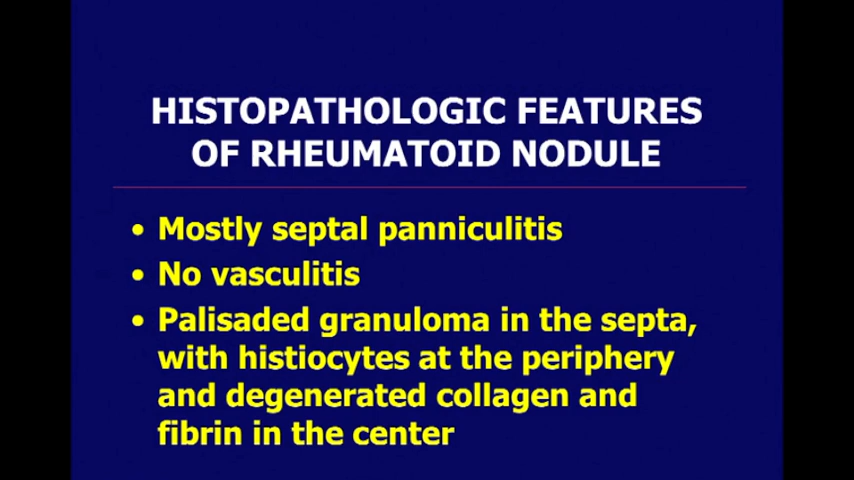 HISTOPATHOLOGIC FEATURES
OF RHEUMATOID NODULE
• Mostly septal panniculitis
• No vasculitis
• Palisaded granuloma in the septa,
with histiocytes at the periphery
and degenerated collagen and
fibrin in the center